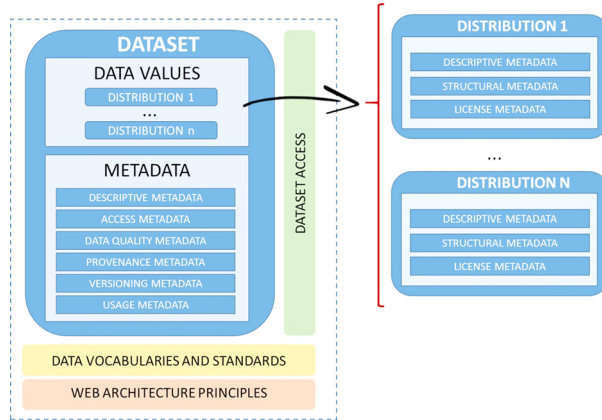 DATASET
DATA VALUES
DISTRIBUTION 1
...
DISTRIBUTION n
METADATA
DESCRIPTIVE METADATA
ACCESS METADATA
DATA QUALITY METADATA
PROVENANCE METADATA
VERSIONING METADATA
USAGE METADATA
DATASET ACCESS
DATA VOCABULARIES AND STANDARDS
WEB ARCHITECTURE PRINCIPLES
DISTRIBUTION 1
DESCRIPTIVE METADATA
STRUCTURAL METADATA
LICENSE METADATA
...
DISTRIBUTION N
DESCRIPTIVE METADATA
STRUCTURAL METADATA
LICENSE METADATA